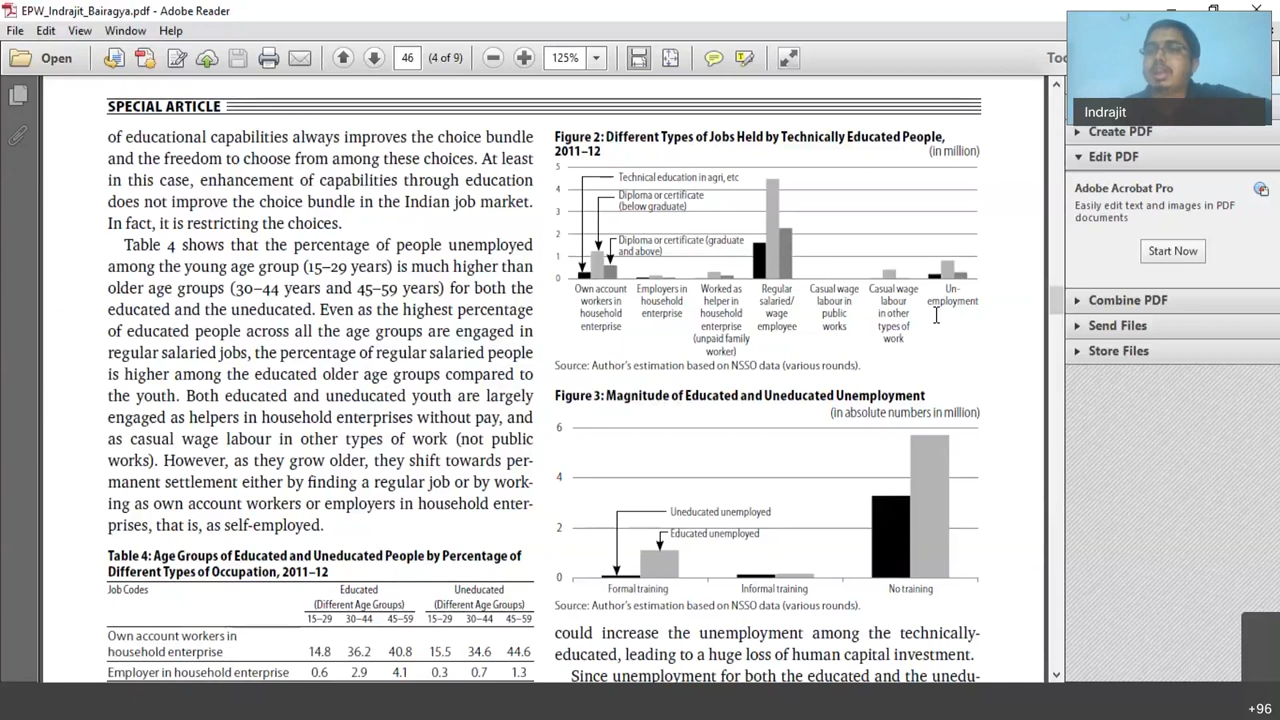 EPW_Indrajit_Bairagya.pdf - Adobe Reader
File Edit View Window Help
Open
46 (4 of 9)
125%
Indrajit
Create PDF
Edit PDF
Adobe Acrobat Pro
Easily edit text and images in PDF
documents
Start Now
Combine PDF
Send Files
Store Files
SPECIAL ARTICLE
of educational capabilities always improves the choice bundle
and the freedom to choose from among these choices. At least
in this case, enhancement of capabilities through education
does not improve the choice bundle in the Indian job market.
In fact, it is restricting the choices.
Table 4 shows that the percentage of people unemployed
among the young age group (15–29 years) is much higher than
older age groups (30–44 years and 45–59 years) for both the
educated and the uneducated. Even as the highest percentage
of educated people across all the age groups are engaged in
regular salaried jobs, the percentage of regular salaried people
is higher among the educated older age groups compared to
the youth. Both educated and uneducated youth are largely
engaged as helpers in household enterprises without pay, and
as casual wage labour in other types of work (not public
works). However, as they grow older, they shift towards per-
manent settlement either by finding a regular job or by work-
ing as own account workers or employers in household enter-
prises, that is, as self-employed.
Table 4: Age Groups of Educated and Uneducated People by Percentage of
Different Types of Occupation, 2011–12
Job Codes Educated Uneducated
(Different Age Groups) (Different Age Groups)
15–29 30–44 45–59 15–29 30–44 45–59
Own account workers in
household enterprise 14.8 36.2 40.8 15.5 34.6 44.6
Employer in household enterprise 0.6 2.9 4.1 0.3 0.7 1.3
Figure 2: Different Types of Jobs Held by Technically Educated People,
2011–12 (in million)
5
4
3
2
1
0
Technical education in agri, etc
Diploma or certificate
(below graduate)
Diploma or certificate (graduate
and above)
Own account
workers in
household
enterprise
Employers in
household
enterprise
Worked as
helper in
household
enterprise
(unpaid family
worker)
Regular
salaried/
wage
employee
Casual wage
labour in
public
works
Casual wage
labour
in other
types of
work
Un-
employment
Source: Author's estimation based on NSSO data (various rounds).
Figure 3: Magnitude of Educated and Uneducated Unemployment
(in absolute numbers in million)
6
4
2
0
Uneducated unemployed
Educated unemployed
Formal training Informal training No training
Source: Author's estimation based on NSSO data (various rounds).
could increase the unemployment among the technically-
educated, leading to a huge loss of human capital investment.
Since unemployment for both the educated and the unedu-
+96